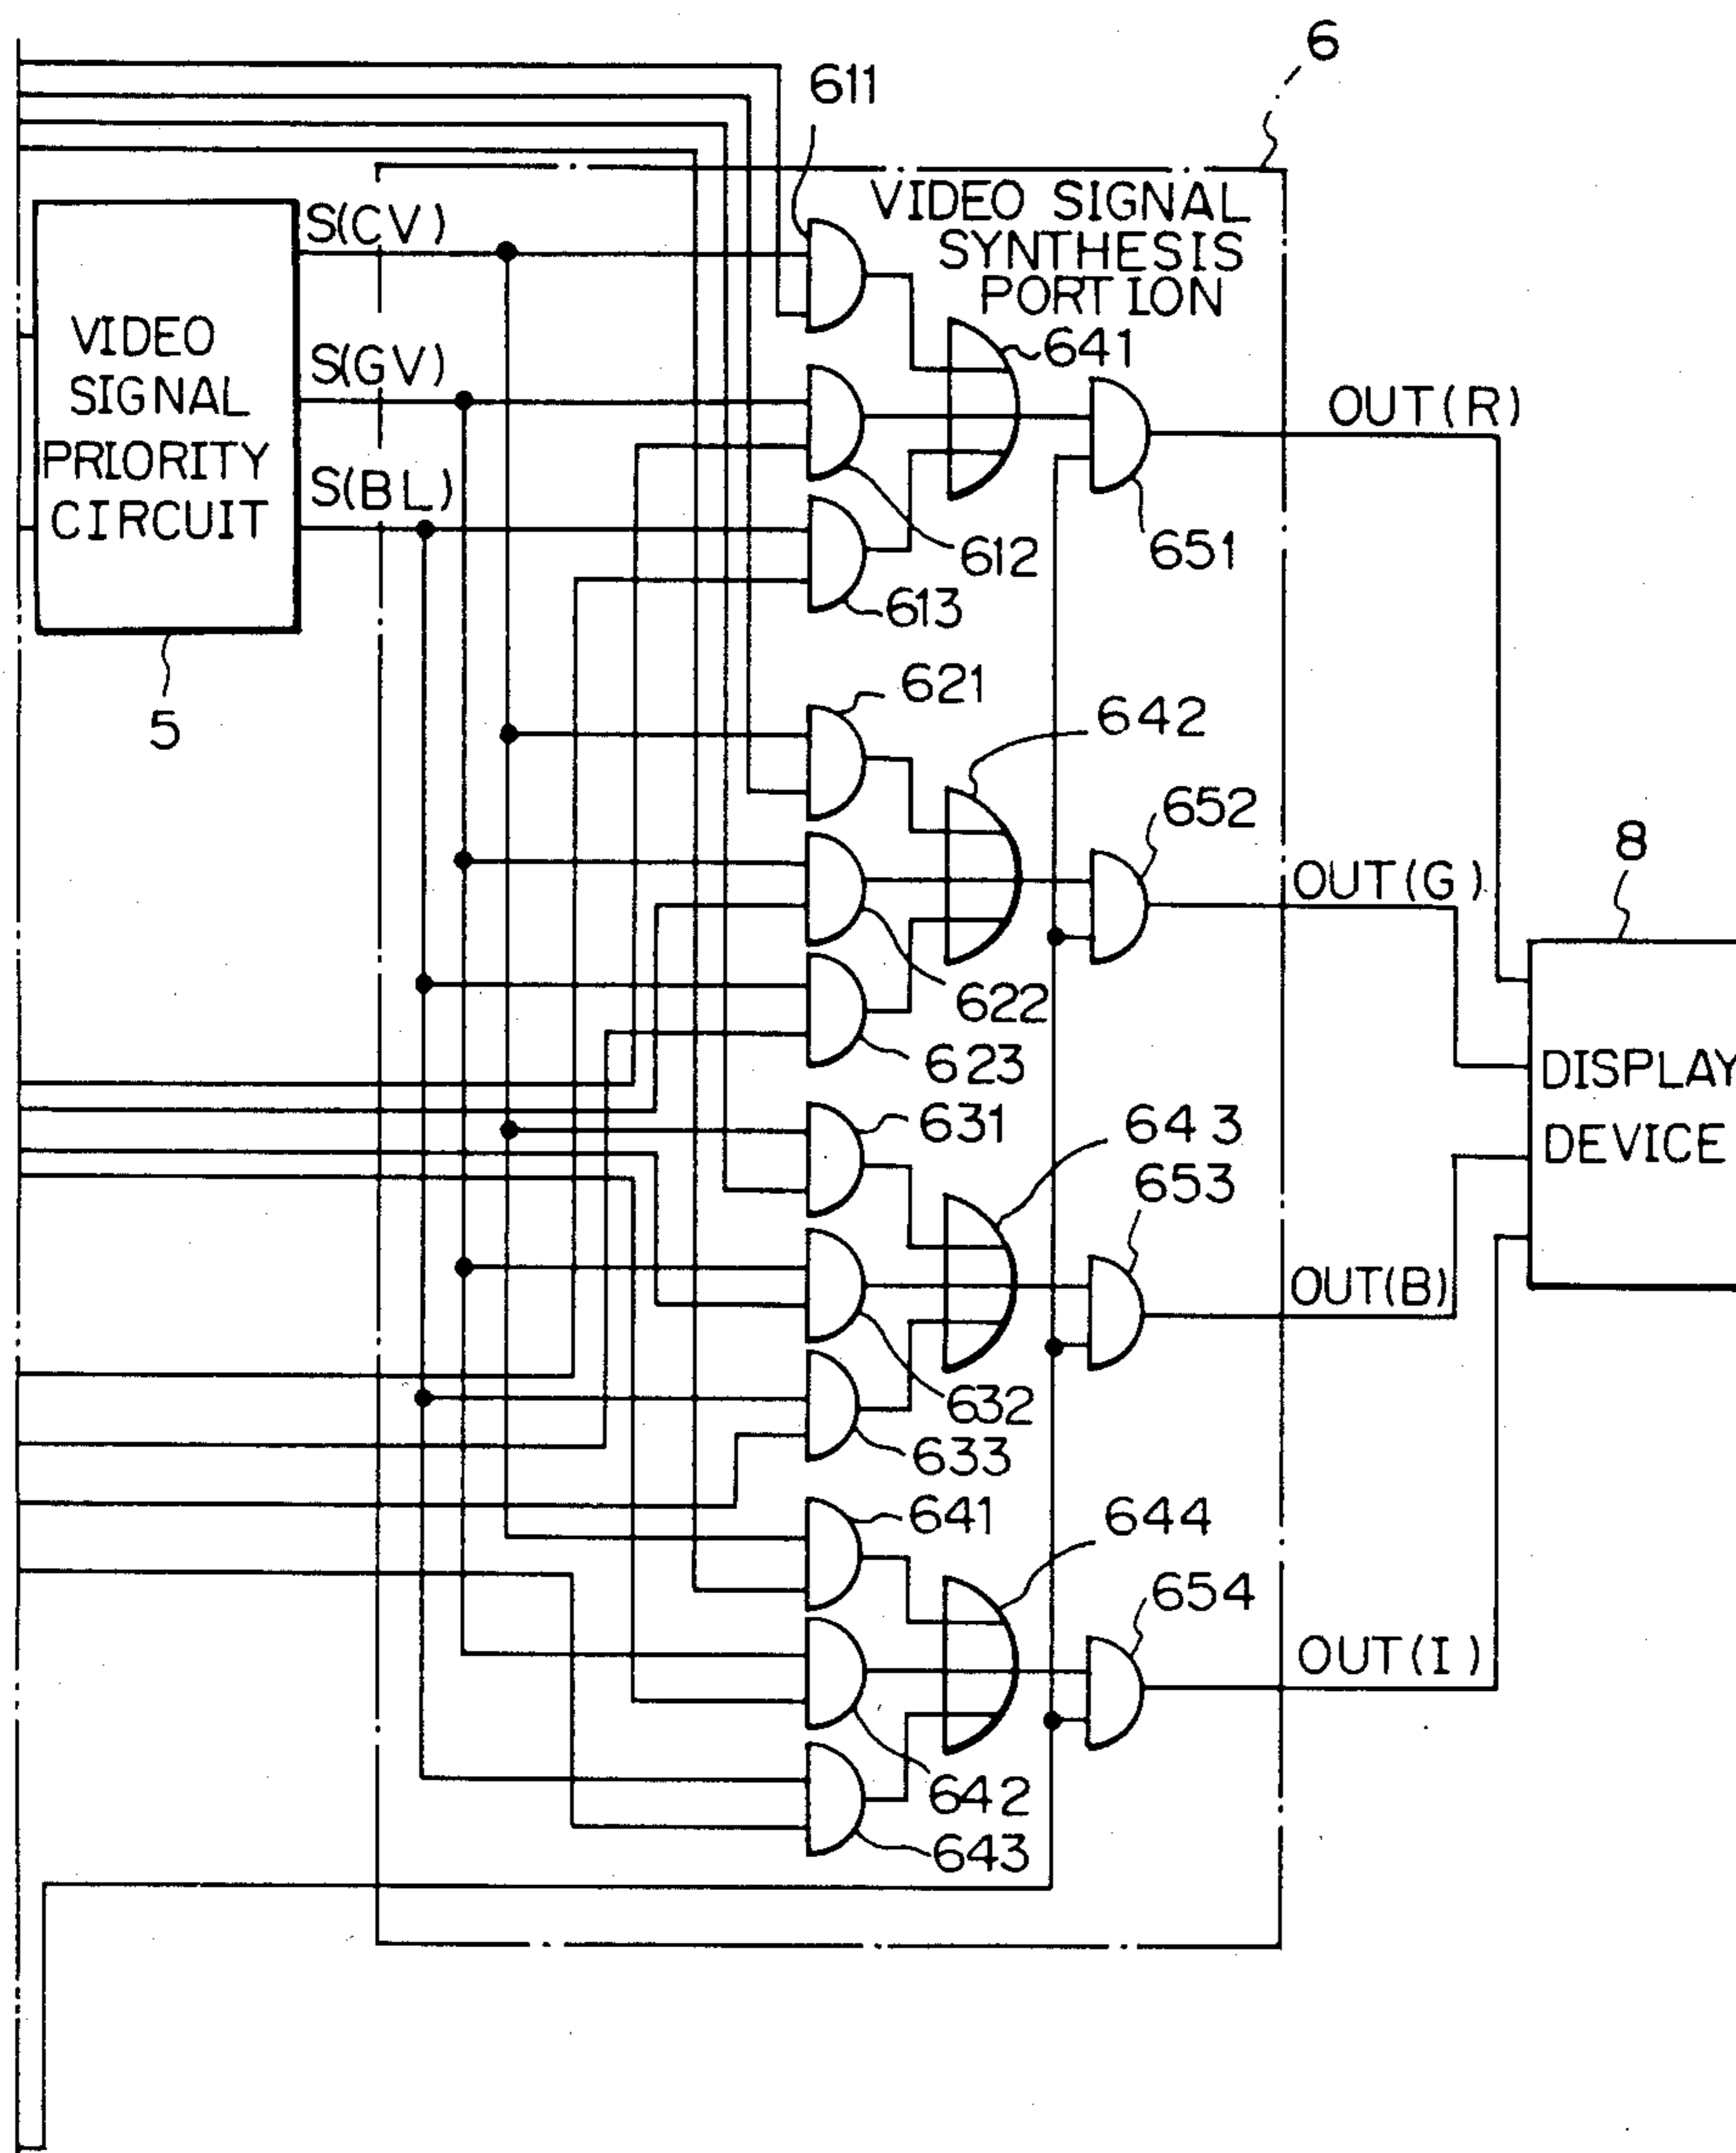 6
611
VIDEO SIGNAL
SYNTHESIS
PORTION
S(CV)
VIDEO
SIGNAL
PRIORITY
CIRCUIT
S(GV)
S(BL)
5
641
OUT(R)
651
612
613
621
642
652
OUT(G)
8
622
623
DISPLAY
DEVICE
631
643
653
OUT(B)
632
633
641
644
654
OUT(I)
642
643